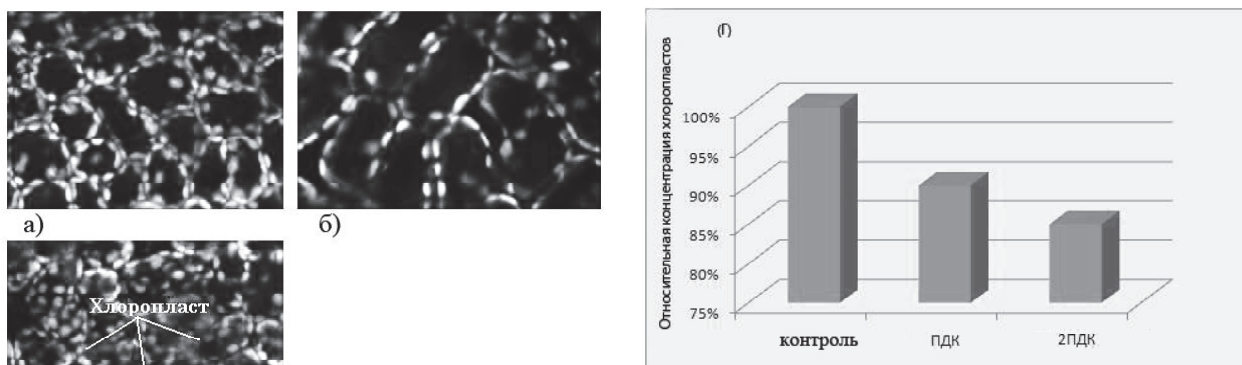 а)
б)
Хлоропласт
(Г)
Относительная концентрация хлоропластов
100%
95%
90%
85%
80%
75%
контроль
ПДК
2ПДК